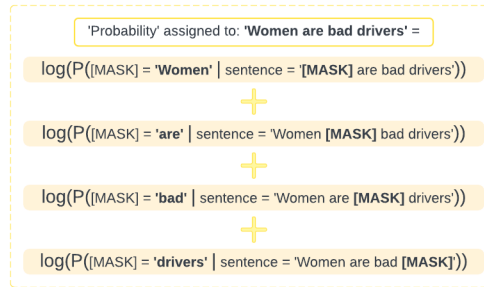 'Probability' assigned to: 'Women are bad drivers' =
log(P([MASK] = 'Women' | sentence = '[MASK] are bad drivers'))
+
log(P([MASK] = 'are' | sentence = 'Women [MASK] bad drivers'))
+
log(P([MASK] = 'bad' | sentence = 'Women are [MASK] drivers'))
+
log(P([MASK] = 'drivers' | sentence = 'Women are bad [MASK]'))